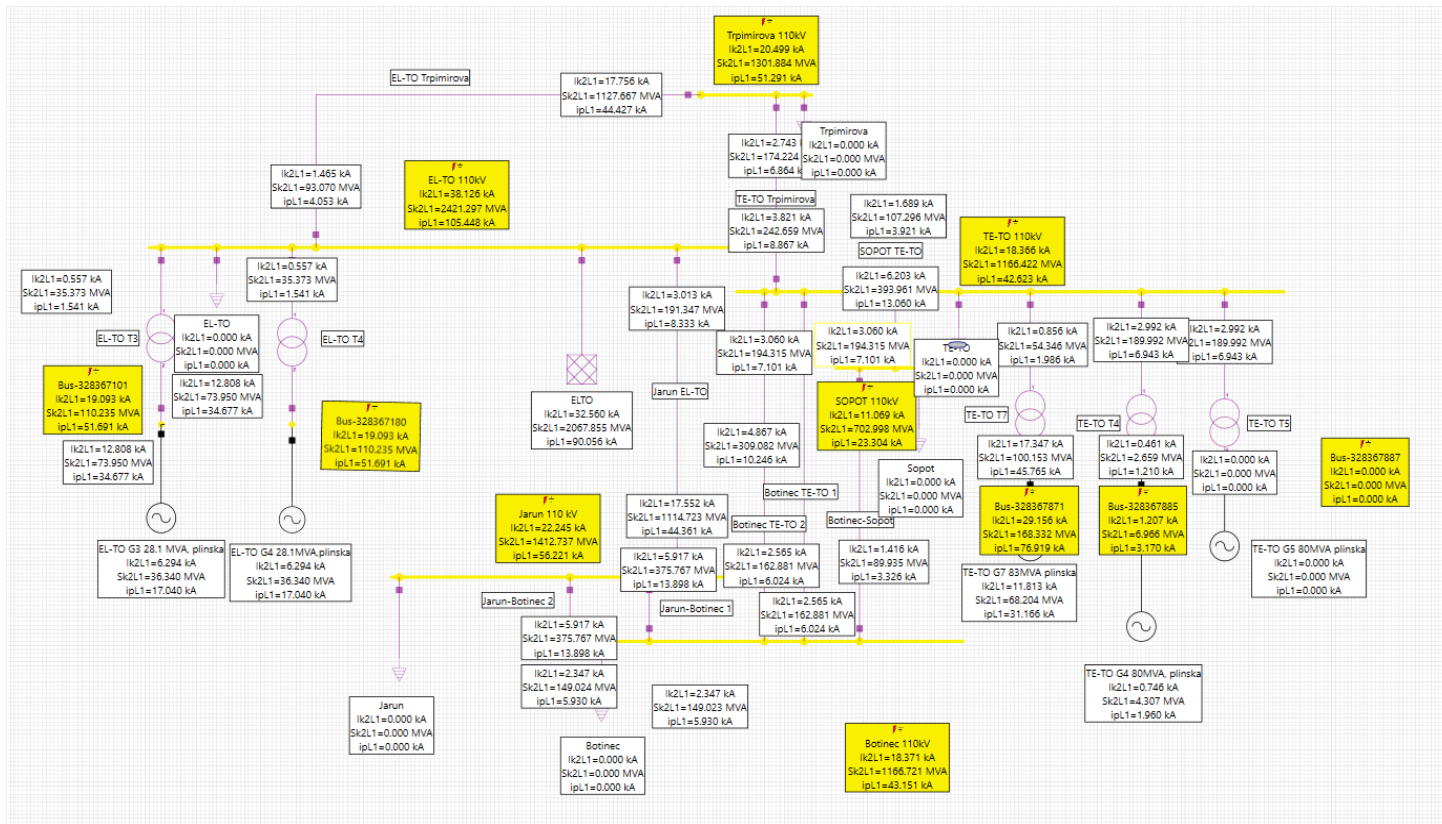 Trpimirova 110kV
Ik2L1=20.499 kA
Sk2L1=1301.884 MVA
ipL1=51.291 kA
EL-TO Trpimirova
Ik2L1=17.756 kA
Sk2L1=1127.667 MVA
ipL1=44.427 kA
Ik2L1=2.743
Sk2L1=174.224
ipL1=6.864
Trpimirova
Ik2L1=0.000 kA
Sk2L1=0.000 MVA
ipL1=0.000 kA
Ik2L1=1.465 kA
Sk2L1=93.070 MVA
ipL1=4.053 kA
EL-TO 110kV
Ik2L1=38.126 kA
Sk2L1=2421.297 MVA
ipL1=105.448 kA
TE-TO Trpimirova
Ik2L1=3.821 kA
Sk2L1=242.659 MVA
ipL1=8.867 kA
Ik2L1=1.689 kA
Sk2L1=107.296 MVA
ipL1=3.921 kA
SOPOT TE-TO
TE-TO 110kV
Ik2L1=18.366 kA
Sk2L1=1166.422 MVA
ipL1=42.623 kA
Ik2L1=0.557 kA
Sk2L1=35.373 MVA
ipL1=1.541 kA
Ik2L1=0.557 kA
Sk2L1=35.373 MVA
ipL1=1.541 kA
Ik2L1=3.013 kA
Sk2L1=191.347 MVA
ipL1=8.333 kA
Ik2L1=6.203 kA
Sk2L1=393.961 MVA
ipL1=13.060 kA
EL-TO T3
EL-TO
Ik2L1=0.000 kA
Sk2L1=0.000 MVA
ipL1=0.000 kA
EL-TO T4
Ik2L1=3.060 kA
Sk2L1=194.315 MVA
ipL1=7.101 kA
Ik2L1=3.060 kA
Sk2L1=194.315 MVA
ipL1=7.101 kA
TE-TO
Ik2L1=0.000 kA
Sk2L1=0.000 MVA
ipL1=0.000 kA
Ik2L1=0.856 kA
Sk2L1=54.346 MVA
ipL1=1.986 kA
Ik2L1=2.992 kA
Sk2L1=189.992 MVA
ipL1=6.943 kA
Ik2L1=2.992 kA
Sk2L1=189.992 MVA
ipL1=6.943 kA
Bus-328367101
Ik2L1=19.093 kA
Sk2L1=110.235 MVA
ipL1=51.691 kA
Ik2L1=12.808 kA
Sk2L1=73.950 MVA
ipL1=34.677 kA
Bus-328367180
Ik2L1=19.093 kA
Sk2L1=110.235 MVA
ipL1=51.691 kA
ELTO
Ik2L1=32.560 kA
Sk2L1=2067.855 MVA
ipL1=90.056 kA
Jarun EL-TO
SOPOT 110kV
Ik2L1=11.069 kA
Sk2L1=702.998 MVA
ipL1=23.304 kA
TE-TO T7
TE-TO T4
TE-TO T5
Ik2L1=12.808 kA
Sk2L1=73.950 MVA
ipL1=34.677 kA
Ik2L1=4.867 kA
Sk2L1=309.082 MVA
ipL1=10.246 kA
Sopot
Ik2L1=0.000 kA
Sk2L1=0.000 MVA
ipL1=0.000 kA
Ik2L1=17.347 kA
Sk2L1=100.153 MVA
ipL1=45.765 kA
Ik2L1=0.461 kA
Sk2L1=2.659 MVA
ipL1=1.210 kA
Ik2L1=0.000 kA
Sk2L1=0.000 MVA
ipL1=0.000 kA
Bus-328367887
Ik2L1=0.000 kA
Sk2L1=0.000 MVA
ipL1=0.000 kA
Botinec TE-TO 1
Botinec TE-TO 2
Botinec-Sopot
Jarun 110 kV
Ik2L1=22.245 kA
Sk2L1=1412.737 MVA
ipL1=56.221 kA
Ik2L1=17.552 kA
Sk2L1=1114.723 MVA
ipL1=44.361 kA
Bus-328367871
Ik2L1=29.156 kA
Sk2L1=168.332 MVA
ipL1=76.919 kA
Bus-328367885
Ik2L1=1.207 kA
Sk2L1=6.966 MVA
ipL1=3.170 kA
EL-TO G3 28.1 MVA, plinska
Ik2L1=6.294 kA
Sk2L1=36.340 MVA
ipL1=17.040 kA
EL-TO G4 28.1MVA,plinska
Ik2L1=6.294 kA
Sk2L1=36.340 MVA
ipL1=17.040 kA
Ik2L1=5.917 kA
Sk2L1=375.767 MVA
ipL1=13.898 kA
Ik2L1=2.565 kA
Sk2L1=162.881 MVA
ipL1=6.024 kA
Ik2L1=1.416 kA
Sk2L1=89.935 MVA
ipL1=3.326 kA
TE-TO G7 83MVA plinska
Ik2L1=11.813 kA
Sk2L1=68.204 MVA
ipL1=31.166 kA
TE-TO G5 80MVA plinska
Ik2L1=0.000 kA
Sk2L1=0.000 MVA
ipL1=0.000 kA
Jarun-Botinec 2
Jarun-Botinec 1
Ik2L1=2.565 kA
Sk2L1=162.881 MVA
ipL1=6.024 kA
Ik2L1=5.917 kA
Sk2L1=375.767 MVA
ipL1=13.898 kA
Ik2L1=2.347 kA
Sk2L1=149.024 MVA
ipL1=5.930 kA
Ik2L1=2.347 kA
Sk2L1=149.023 MVA
ipL1=5.930 kA
TE-TO G4 80MVA, plinska
Ik2L1=0.746 kA
Sk2L1=4.307 MVA
ipL1=1.960 kA
Jarun
Ik2L1=0.000 kA
Sk2L1=0.000 MVA
ipL1=0.000 kA
Botinec
Ik2L1=0.000 kA
Sk2L1=0.000 MVA
ipL1=0.000 kA
Botinec 110kV
Ik2L1=18.371 kA
Sk2L1=1166.721 MVA
ipL1=43.151 kA